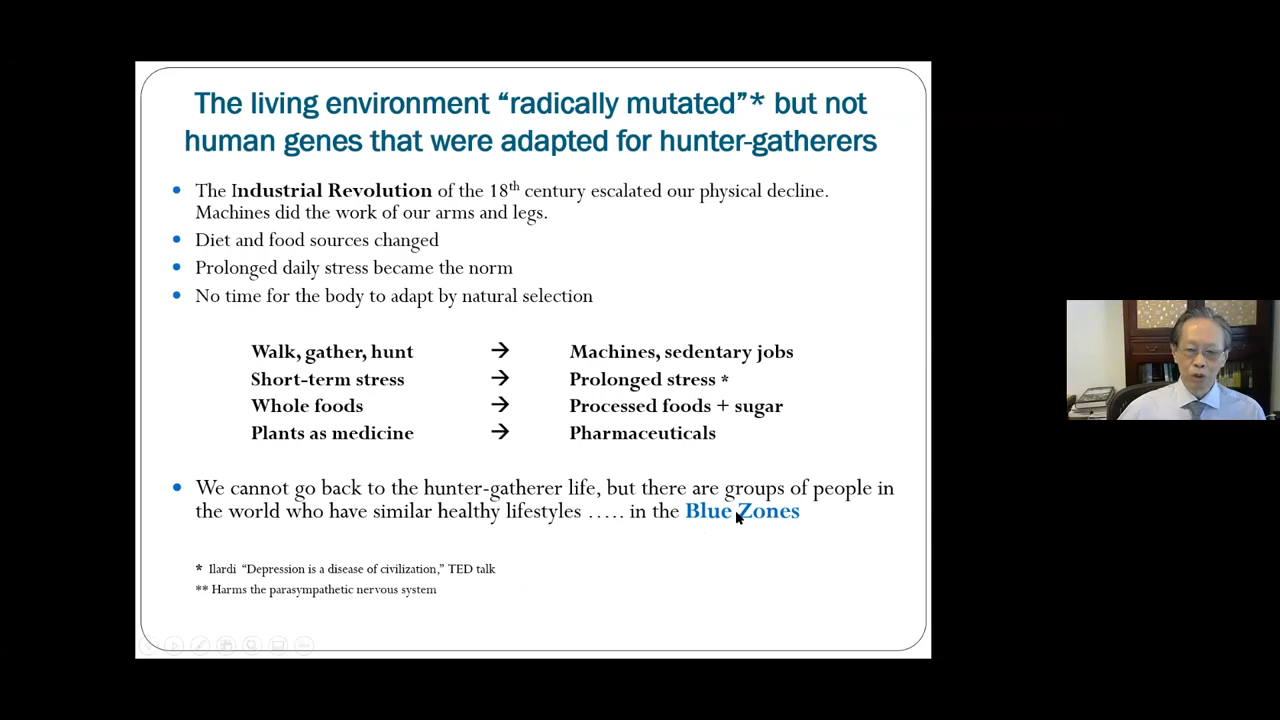 The living environment “radically mutated”* but not
human genes that were adapted for hunter-gatherers
• The Industrial Revolution of the 18th century escalated our physical decline.
Machines did the work of our arms and legs.
• Diet and food sources changed
• Prolonged daily stress became the norm
• No time for the body to adapt by natural selection
Walk, gather, hunt → Machines, sedentary jobs
Short-term stress → Prolonged stress *
Whole foods → Processed foods + sugar
Plants as medicine → Pharmaceuticals
• We cannot go back to the hunter-gatherer life, but there are groups of people in
the world who have similar healthy lifestyles ….. in the Blue Zones
* Ilardi “Depression is a disease of civilization,” TED talk
** Harms the parasympathetic nervous system